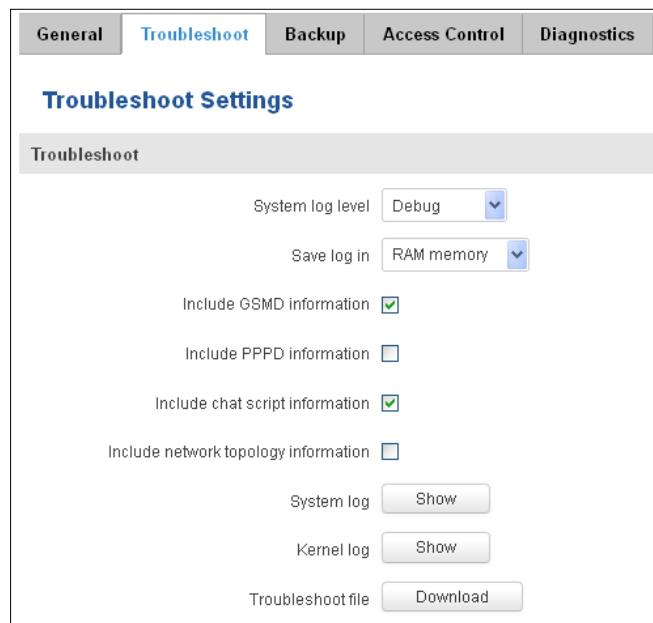 General Troubleshoot Backup Access Control Diagnostics
Troubleshoot Settings
Troubleshoot
System log level Debug
Save log in RAM memory
Include GSMD information
Include PPPD information
Include chat script information
Include network topology information
System log Show
Kernel log Show
Troubleshoot file Download